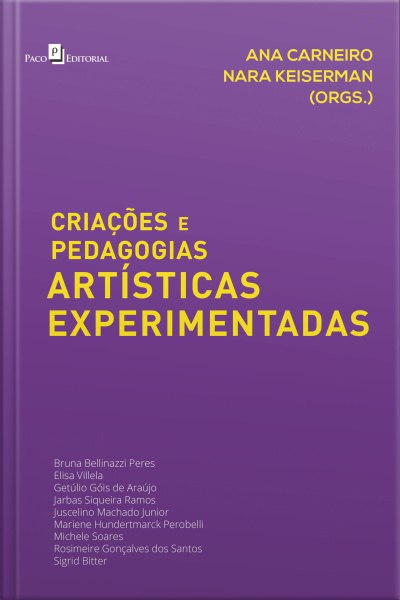 PACO EDITORIAL
ANA CARNEIRO
NARA KEISERMAN
(ORGS.)
CRIAÇÕES E
PEDAGOGIAS
ARTÍSTICAS
EXPERIMENTADAS
Bruna Bellinazzi Peres
Elisa Villela
Getúlio Góis de Araújo
Jarbas Siqueira Ramos
Juscelino Machado Junior
Mariene Hundertmarck Perobelli
Michele Soares
Rosimeire Gonçalves dos Santos
Sigrid Bitter